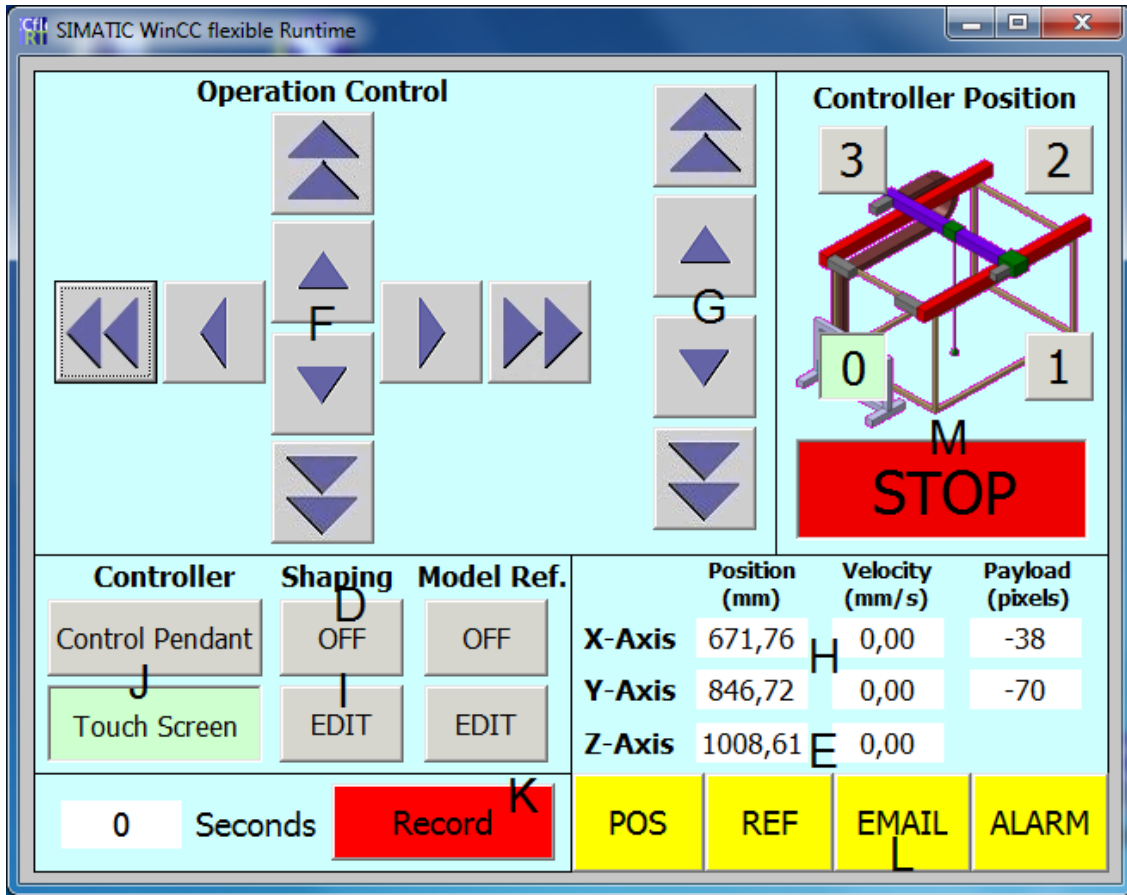 SIMATIC WinCC flexible Runtime
Operation Control
F
G
Controller Position
3 2
0 1
M
STOP
Controller Shaping Model Ref.
D
Control Pendant OFF OFF
J I
Touch Screen EDIT EDIT
Position (mm) Velocity (mm/s) Payload (pixels)
X-Axis 671,76 0,00 -38
H
Y-Axis 846,72 0,00 -70
Z-Axis 1008,61 E 0,00
0 Seconds Record K
POS REF EMAIL ALARM
L